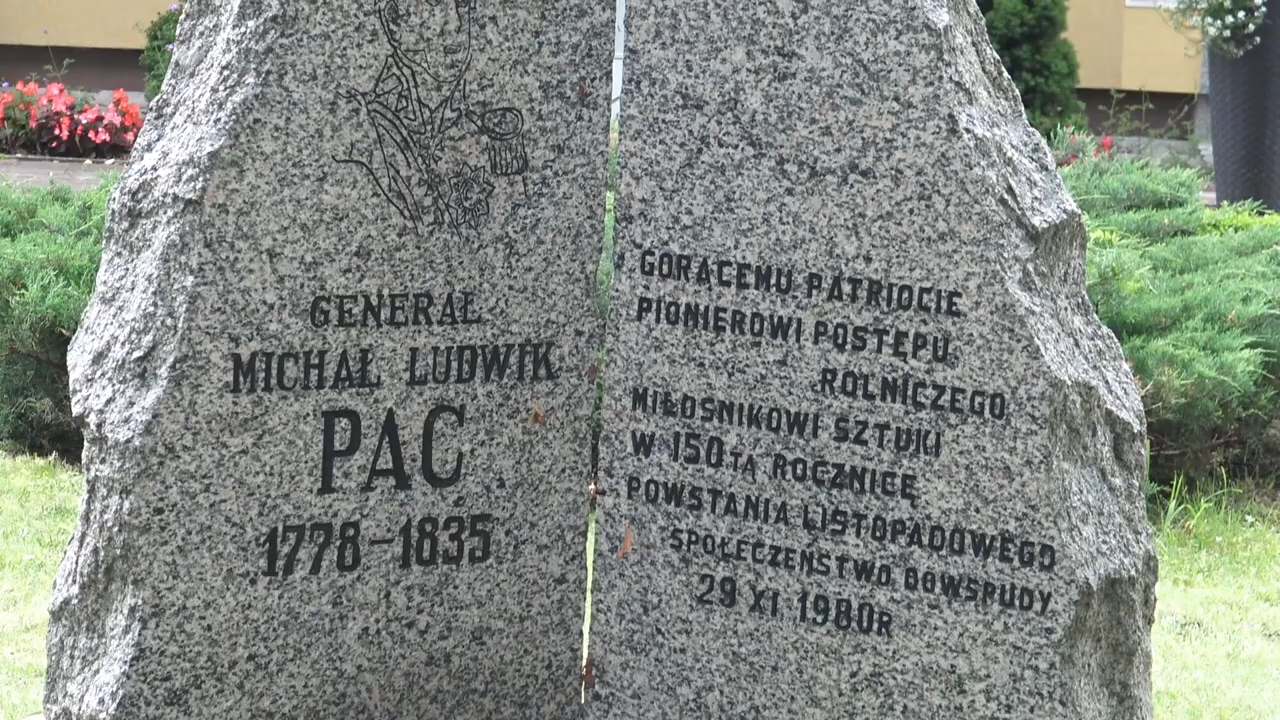 GENERAŁ
MICHAŁ LUDWIK
PAC
1778-1835
GORĄCEMU PATRIOCIE
PIONIEROWI POSTĘPU
ROLNICZEGO
MIŁOŚNIKOWI SZTUKI
W 150TĄ ROCZNICĘ
POWSTANIA LISTOPADOWEGO
SPOŁECZEŃSTWO DOWSPUDY
29 XI 1980R